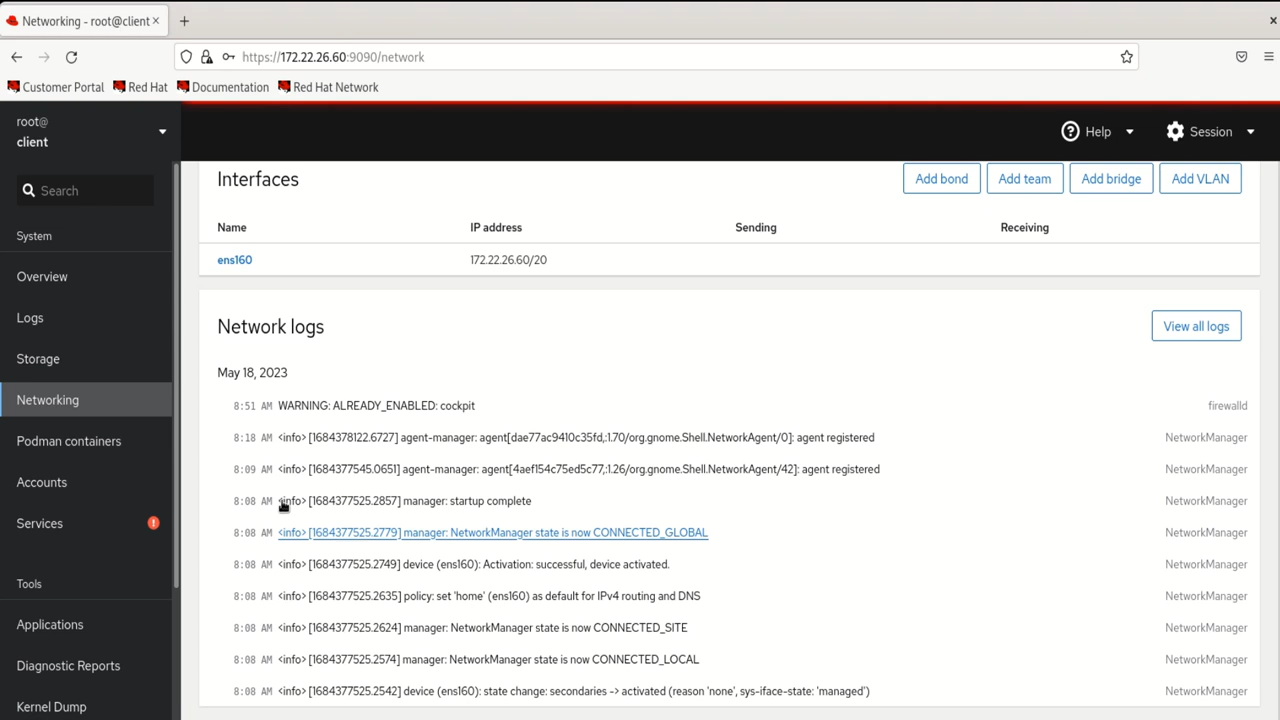 Networking - root@client ×
+
×
https://172.22.26.60:9090/network
Customer Portal Red Hat Documentation Red Hat Network
root@
client
Help
Session
Search
System
Overview
Logs
Storage
Networking
Podman containers
Accounts
Services !
Tools
Applications
Diagnostic Reports
Kernel Dump
Interfaces
Add bond Add team Add bridge Add VLAN
Name IP address Sending Receiving
ens160 172.22.26.60/20
Network logs
View all logs
May 18, 2023
8:51 AM WARNING: ALREADY_ENABLED: cockpit firewalld
8:18 AM <info> [1684378122.6727] agent-manager: agent[dae77ac9410c35fd,:1.70/org.gnome.Shell.NetworkAgent/0]: agent registered NetworkManager
8:09 AM <info> [1684377545.0651] agent-manager: agent[4aef154c75ed5c77,:1.26/org.gnome.Shell.NetworkAgent/42]: agent registered NetworkManager
8:08 AM <info> [1684377525.2857] manager: startup complete NetworkManager
8:08 AM <info> [1684377525.2779] manager: NetworkManager state is now CONNECTED_GLOBAL NetworkManager
8:08 AM <info> [1684377525.2749] device (ens160): Activation: successful, device activated. NetworkManager
8:08 AM <info> [1684377525.2635] policy: set 'home' (ens160) as default for IPv4 routing and DNS NetworkManager
8:08 AM <info> [1684377525.2624] manager: NetworkManager state is now CONNECTED_SITE NetworkManager
8:08 AM <info> [1684377525.2574] manager: NetworkManager state is now CONNECTED_LOCAL NetworkManager
8:08 AM <info> [1684377525.2542] device (ens160): state change: secondaries -> activated (reason 'none', sys-iface-state: 'managed') NetworkManager